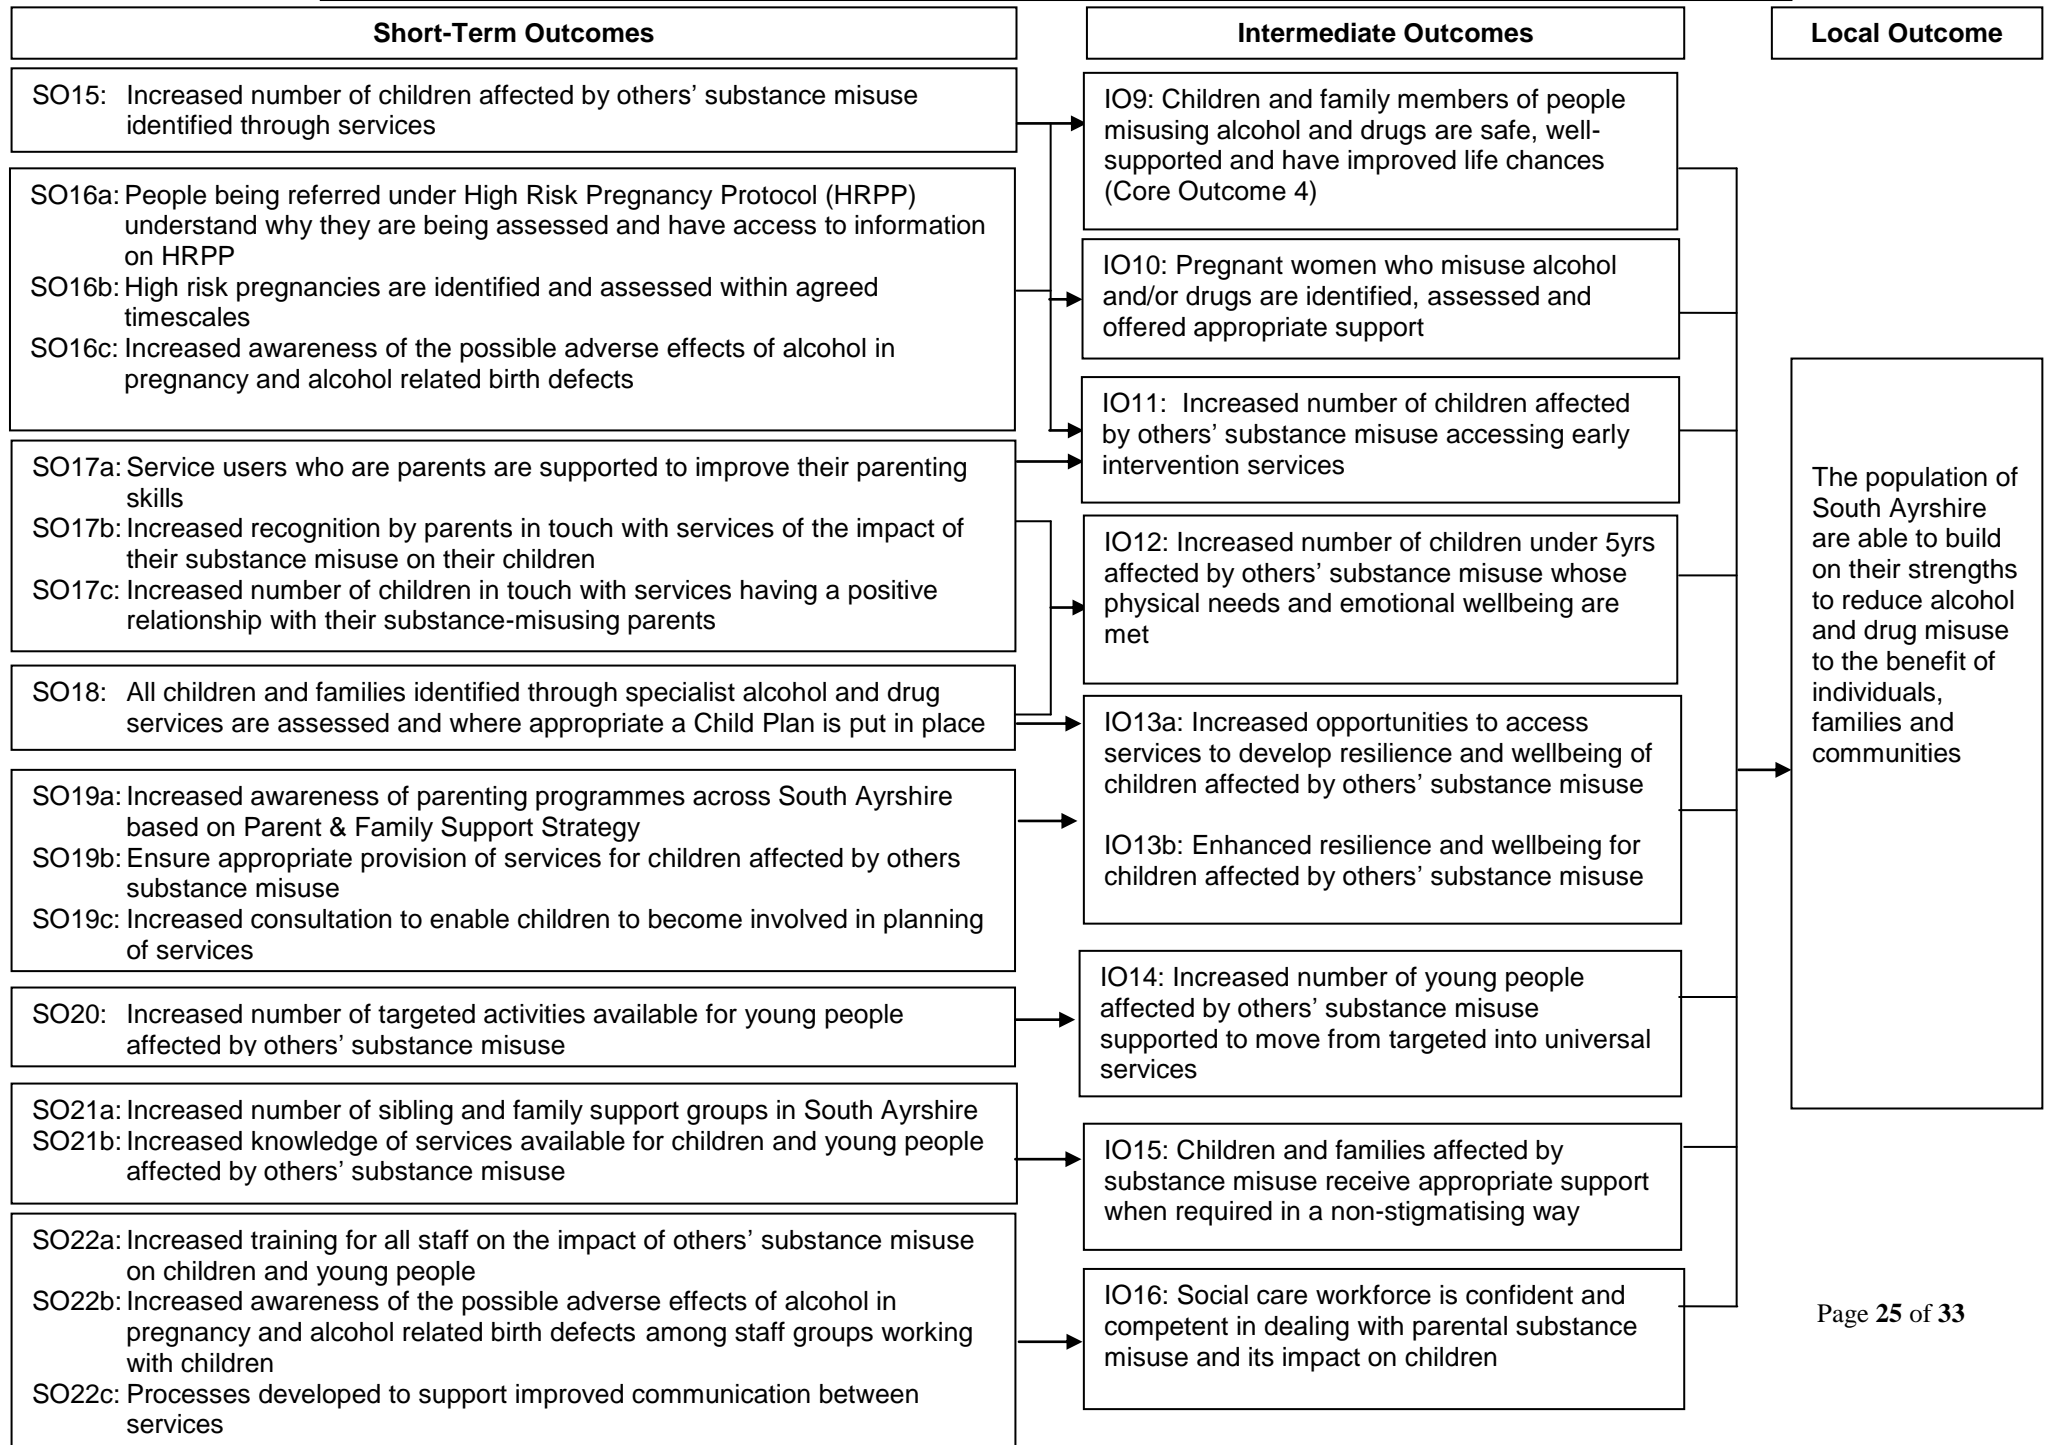 Short-Term Outcomes
SO15: Increased number of children affected by others’ substance misuse
identified through services
SO16a: People being referred under High Risk Pregnancy Protocol (HRPP)
understand why they are being assessed and have access to information
on HRPP
SO16b: High risk pregnancies are identified and assessed within agreed
timescales
SO16c: Increased awareness of the possible adverse effects of alcohol in
pregnancy and alcohol related birth defects
SO17a: Service users who are parents are supported to improve their parenting
skills
SO17b: Increased recognition by parents in touch with services of the impact of
their substance misuse on their children
SO17c: Increased number of children in touch with services having a positive
relationship with their substance-misusing parents
SO18: All children and families identified through specialist alcohol and drug
services are assessed and where appropriate a Child Plan is put in place
SO19a: Increased awareness of parenting programmes across South Ayrshire
based on Parent & Family Support Strategy
SO19b: Ensure appropriate provision of services for children affected by others
substance misuse
SO19c: Increased consultation to enable children to become involved in planning
of services
SO20: Increased number of targeted activities available for young people
affected by others’ substance misuse
SO21a: Increased number of sibling and family support groups in South Ayrshire
SO21b: Increased knowledge of services available for children and young people
affected by others’ substance misuse
SO22a: Increased training for all staff on the impact of others’ substance misuse
on children and young people
SO22b: Increased awareness of the possible adverse effects of alcohol in
pregnancy and alcohol related birth defects among staff groups working
with children
SO22c: Processes developed to support improved communication between
services
Intermediate Outcomes
IO9: Children and family members of people
misusing alcohol and drugs are safe, well-
supported and have improved life chances
(Core Outcome 4)
IO10: Pregnant women who misuse alcohol
and/or drugs are identified, assessed and
offered appropriate support
IO11: Increased number of children affected
by others’ substance misuse accessing early
intervention services
IO12: Increased number of children under 5yrs
affected by others’ substance misuse whose
physical needs and emotional wellbeing are
met
IO13a: Increased opportunities to access
services to develop resilience and wellbeing of
children affected by others’ substance misuse
IO13b: Enhanced resilience and wellbeing for
children affected by others’ substance misuse
IO14: Increased number of young people
affected by others’ substance misuse
supported to move from targeted into universal
services
IO15: Children and families affected by
substance misuse receive appropriate support
when required in a non-stigmatising way
IO16: Social care workforce is confident and
competent in dealing with parental substance
misuse and its impact on children
Local Outcome
The population of
South Ayrshire
are able to build
on their strengths
to reduce alcohol
and drug misuse
to the benefit of
individuals,
families and
communities
Page 25 of 33